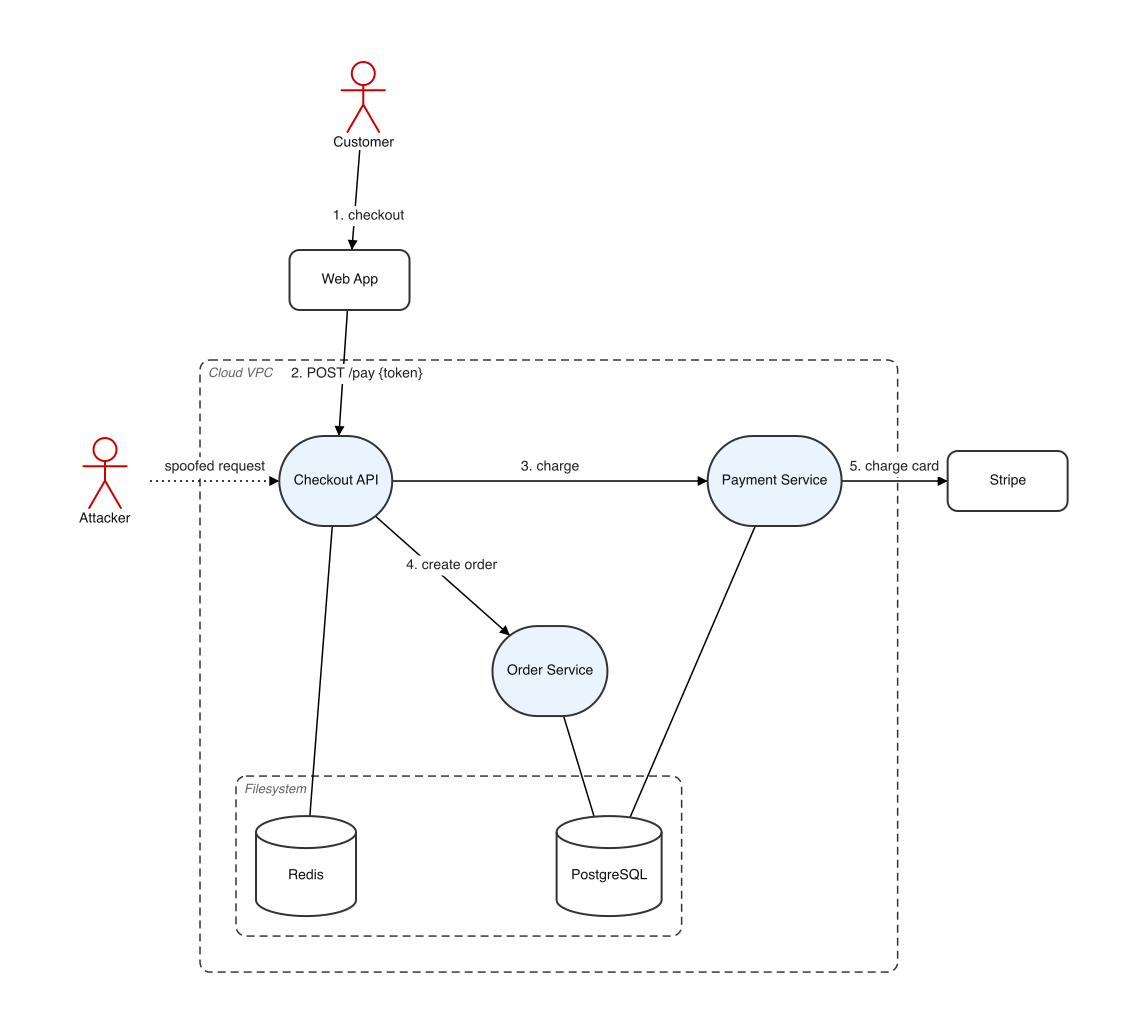 Customer
1. checkout
Web App
Cloud VPC
2. POST /pay {token}
spoofed request
Attacker
Checkout API
3. charge
Payment Service
5. charge card
Stripe
4. create order
Order Service
Filesystem
Redis
PostgreSQL